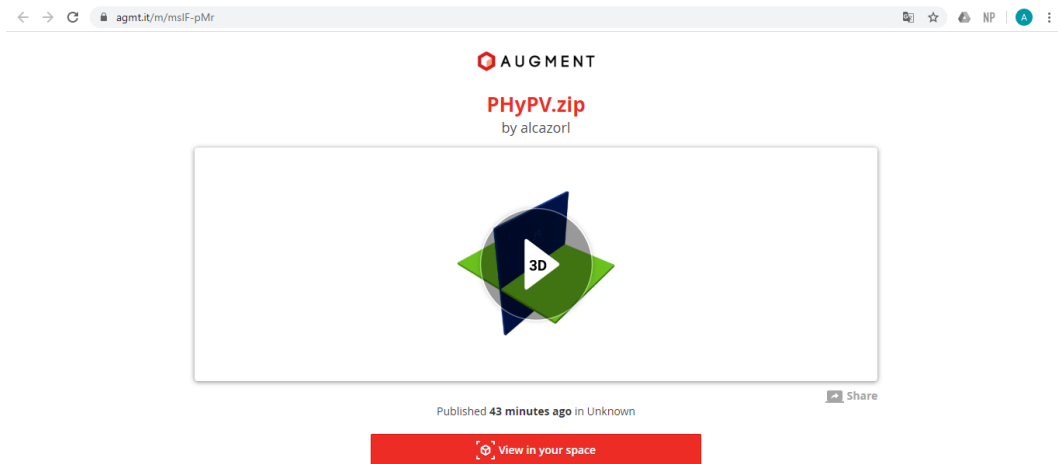 agmt.it/m/mslF-pMr
NP
A
AUGMENT
PHyPV.zip
by alcazorl
3D
Share
Published 43 minutes ago in Unknown
View in your space